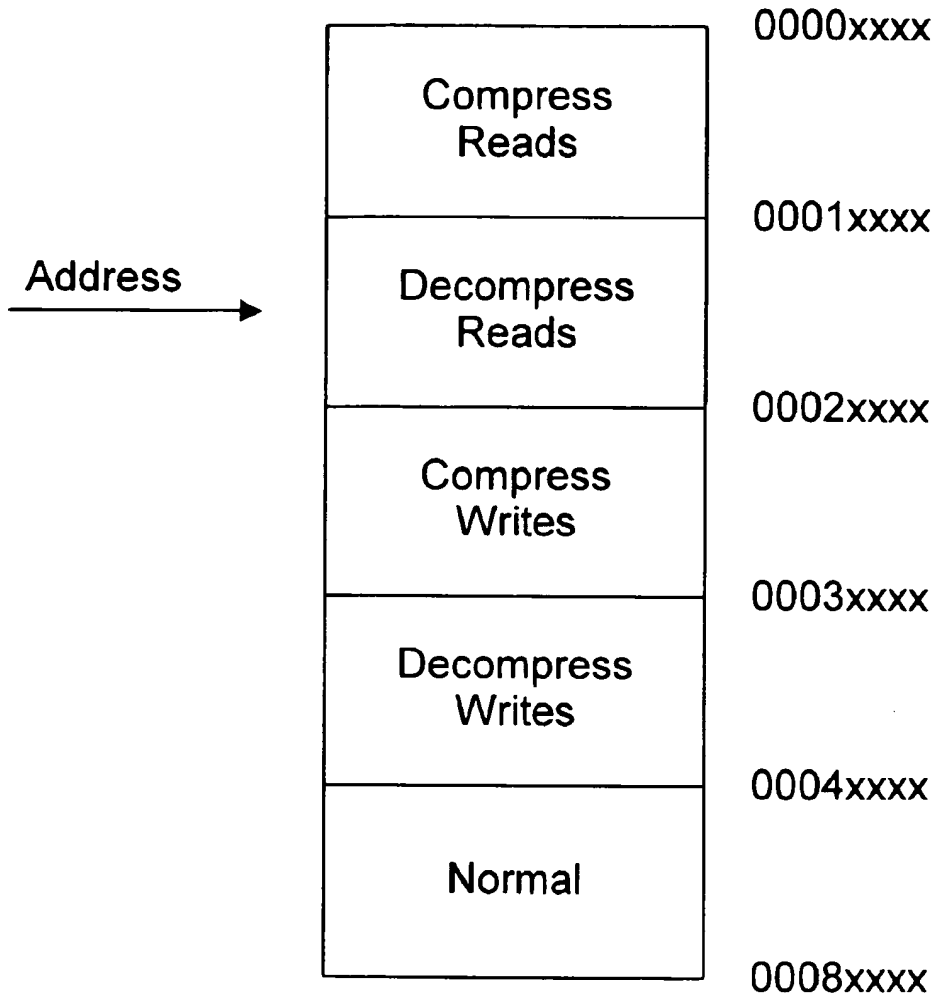 0000xxxx
Compress
Reads
0001xxxx
Address
Decompress
Reads
0002xxxx
Compress
Writes
0003xxxx
Decompress
Writes
0004xxxx
Normal
0008xxxx